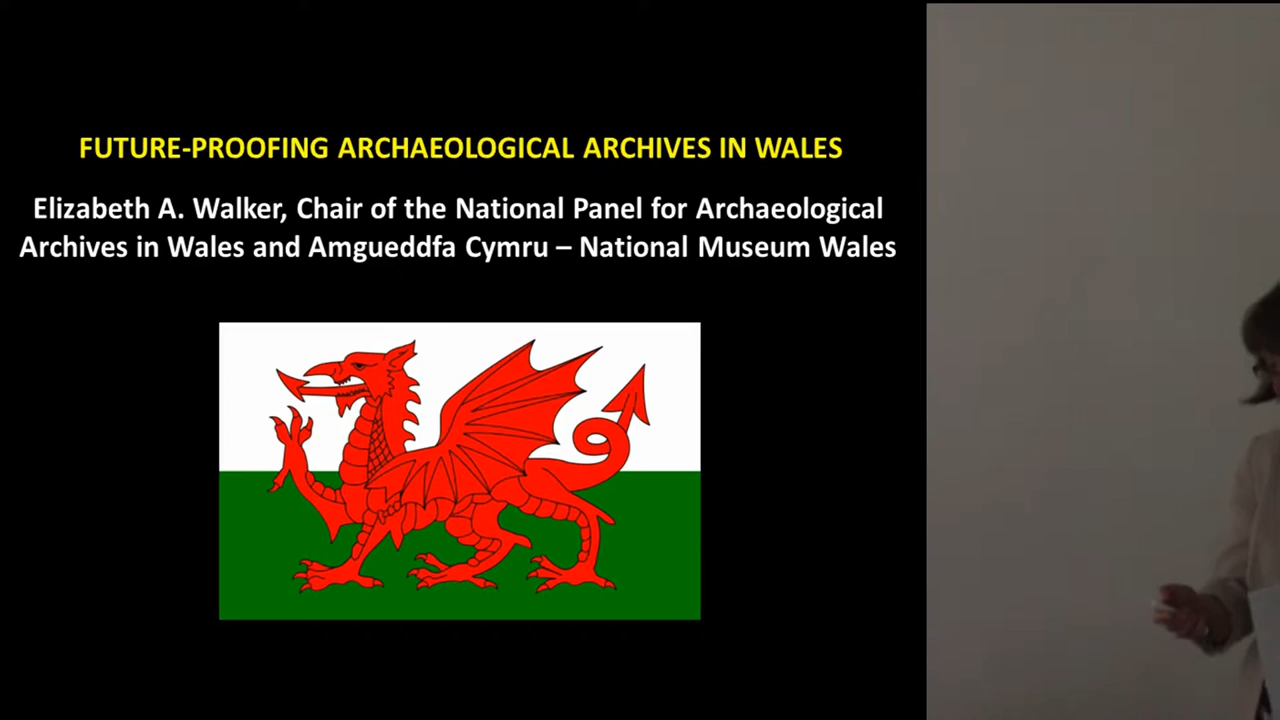 FUTURE-PROOFING ARCHAEOLOGICAL ARCHIVES IN WALES
Elizabeth A. Walker, Chair of the National Panel for Archaeological
Archives in Wales and Amgueddfa Cymru – National Museum Wales